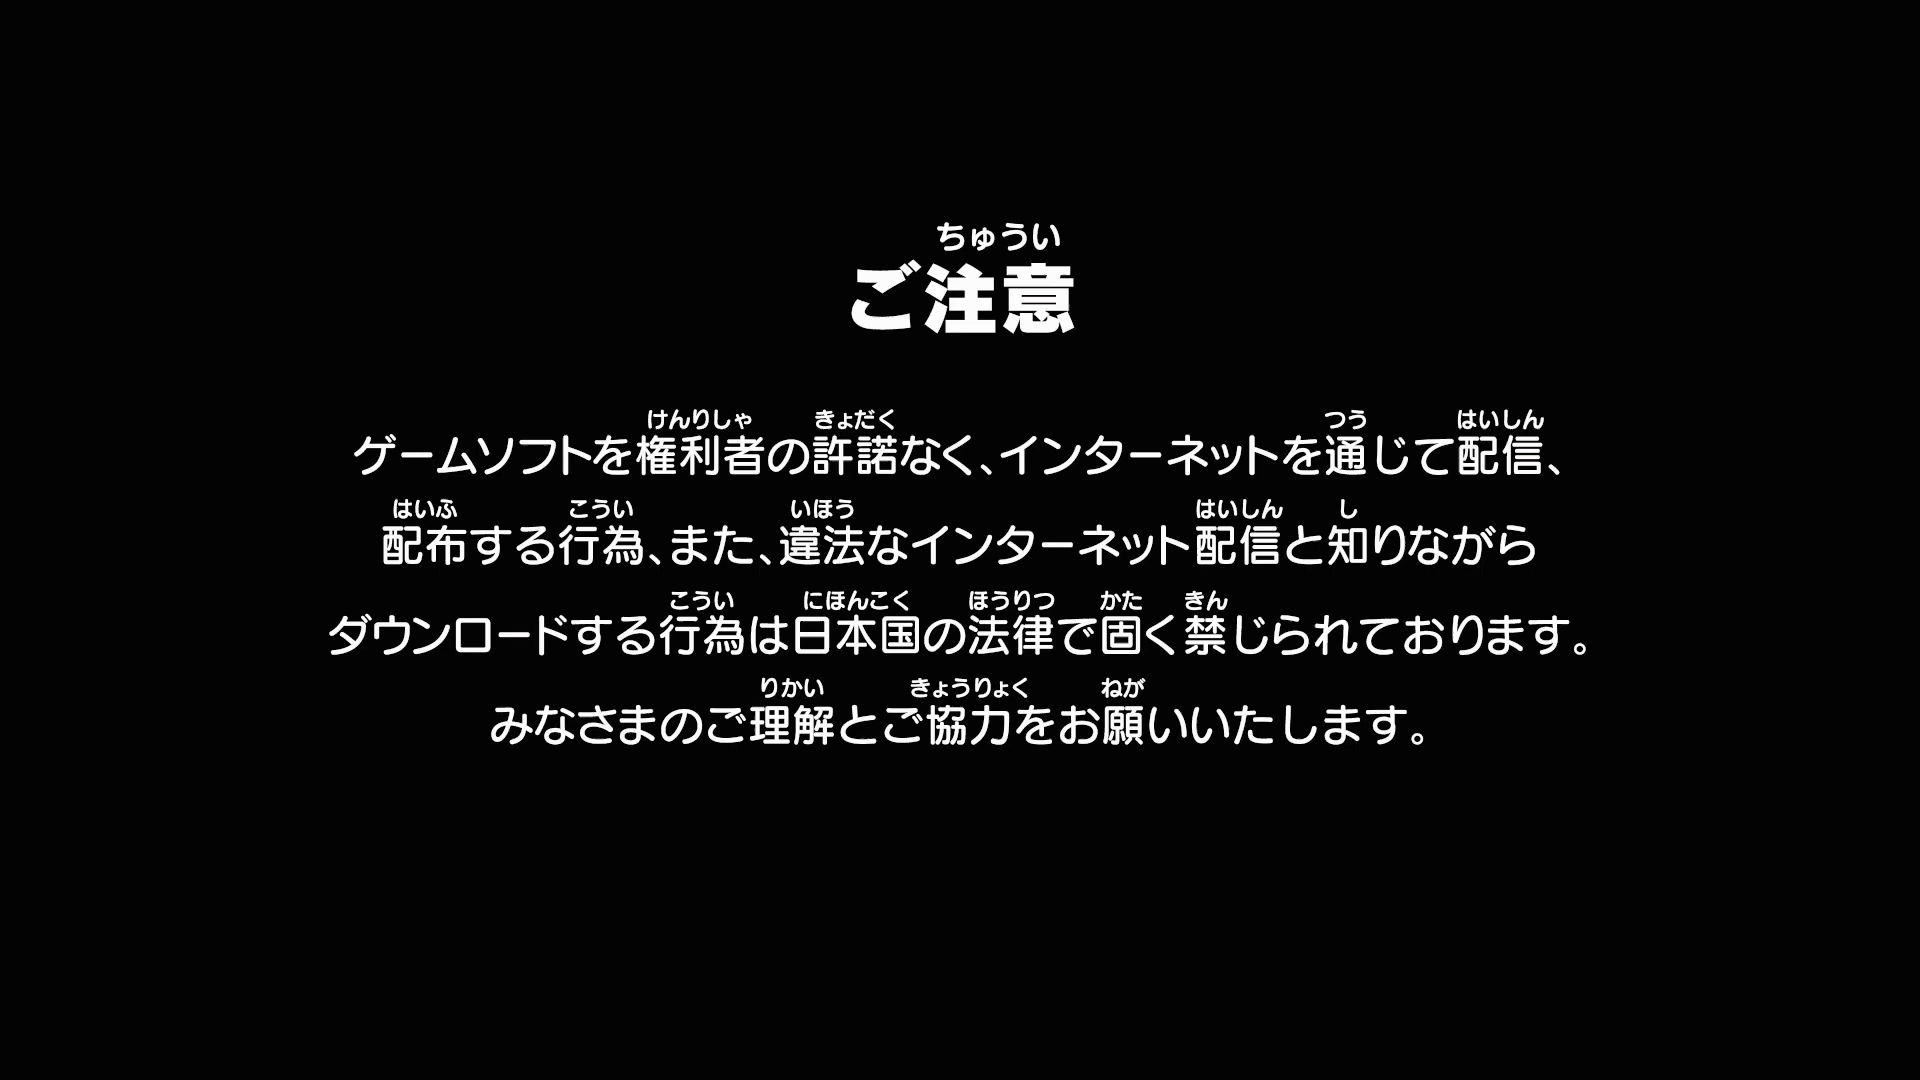 ちゅうい
ご注意
けんりしゃ きょだく つう はいしん
ゲームソフトを権利者の許諾なく、インターネットを通じて配信、
はいふ こうい いほう はいしん し
配布する行為、また、違法なインターネット配信と知りながら
こうい にほんこく ほうりつ かた きん
ダウンロードする行為は日本国の法律で固く禁じられております。
りかい きょうりょく ねが
みなさまのご理解とご協力をお願いいたします。